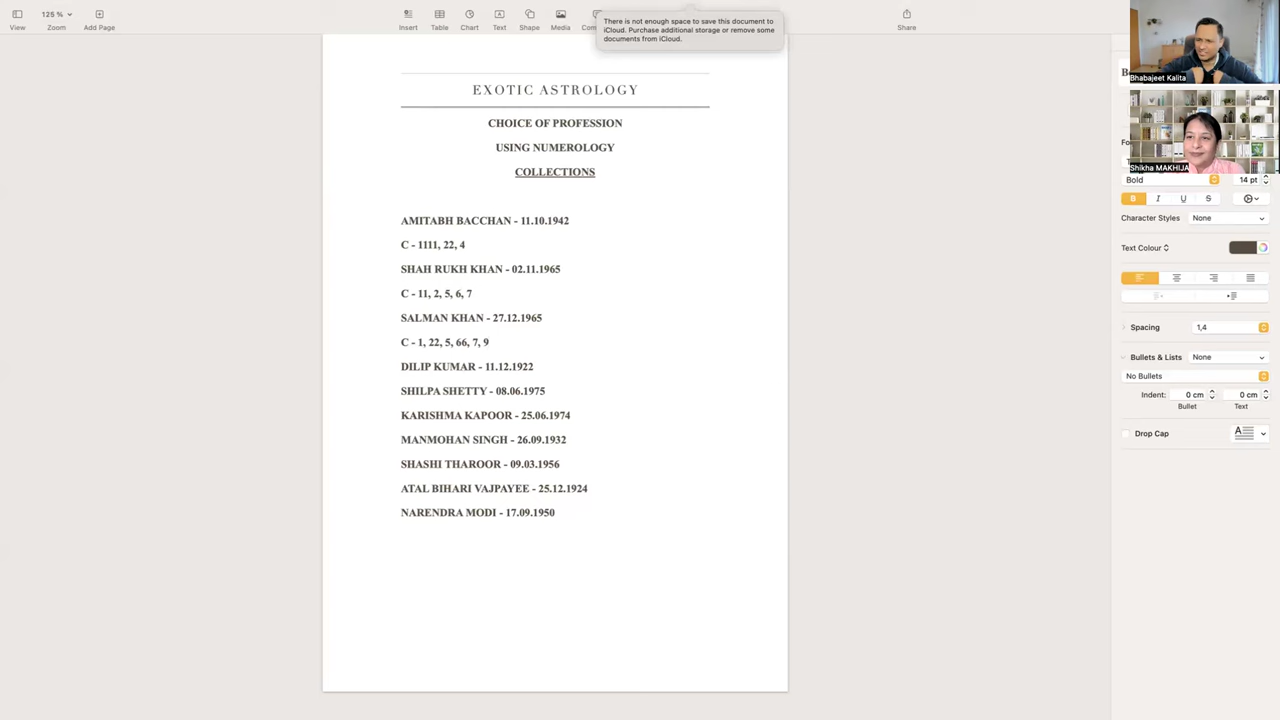 125 %
View
Zoom
Add Page
Insert
Table
Chart
Text
Shape
Media
There is not enough space to save this document to
iCloud. Purchase additional storage or remove some
documents from iCloud.
Share
Bhabajeet Kalita
Shikha MAKHIJA
EXOTIC ASTROLOGY
CHOICE OF PROFESSION
USING NUMEROLOGY
COLLECTIONS
AMITABH BACCHAN - 11.10.1942
C - 1111, 22, 4
SHAH RUKH KHAN - 02.11.1965
C - 11, 2, 5, 6, 7
SALMAN KHAN - 27.12.1965
C - 1, 22, 5, 66, 7, 9
DILIP KUMAR - 11.12.1922
SHILPA SHETTY - 08.06.1975
KARISHMA KAPOOR - 25.06.1974
MANMOHAN SINGH - 26.09.1932
SHASHI THAROOR - 09.03.1956
ATAL BIHARI VAJPAYEE - 25.12.1924
NARENDRA MODI - 17.09.1950
Bold
14 pt
B I U S
Character Styles
None
Text Colour
Spacing
1,4
Bullets & Lists
None
No Bullets
Indent:
0 cm
0 cm
Bullet
Text
Drop Cap
A